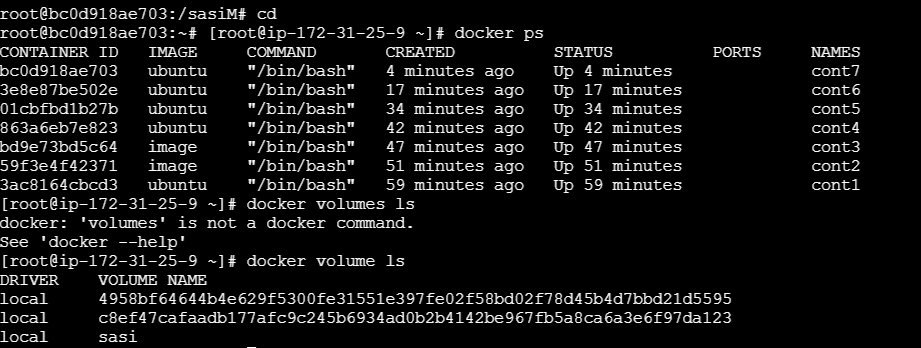 root@bc0d918ae703:/sasiM# cd
root@bc0d918ae703:~# [root@ip-172-31-25-9 ~]# docker ps
CONTAINER ID   IMAGE     COMMAND       CREATED          STATUS          PORTS     NAMES
bc0d918ae703   ubuntu    "/bin/bash"   4 minutes ago    Up 4 minutes              cont7
3e8e87be502e   ubuntu    "/bin/bash"   17 minutes ago   Up 17 minutes             cont6
01cbfbd1b27b   ubuntu    "/bin/bash"   34 minutes ago   Up 34 minutes             cont5
863a6eb7e823   ubuntu    "/bin/bash"   42 minutes ago   Up 42 minutes             cont4
bd9e73bd5c64   image     "/bin/bash"   47 minutes ago   Up 47 minutes             cont3
59f3e4f42371   image     "/bin/bash"   51 minutes ago   Up 51 minutes             cont2
3ac8164cbcd3   ubuntu    "/bin/bash"   59 minutes ago   Up 59 minutes             cont1
[root@ip-172-31-25-9 ~]# docker volumes ls
docker: 'volumes' is not a docker command.
See 'docker --help'
[root@ip-172-31-25-9 ~]# docker volume ls
DRIVER    VOLUME NAME
local     4958bf64644b4e629f5300fe31551e397fe02f58bd02f78d45b4d7bbd21d5595
local     c8ef47cafaadb177afc9c245b6934ad0b2b4142be967fb5a8ca6a3e6f97da123
local     sasi